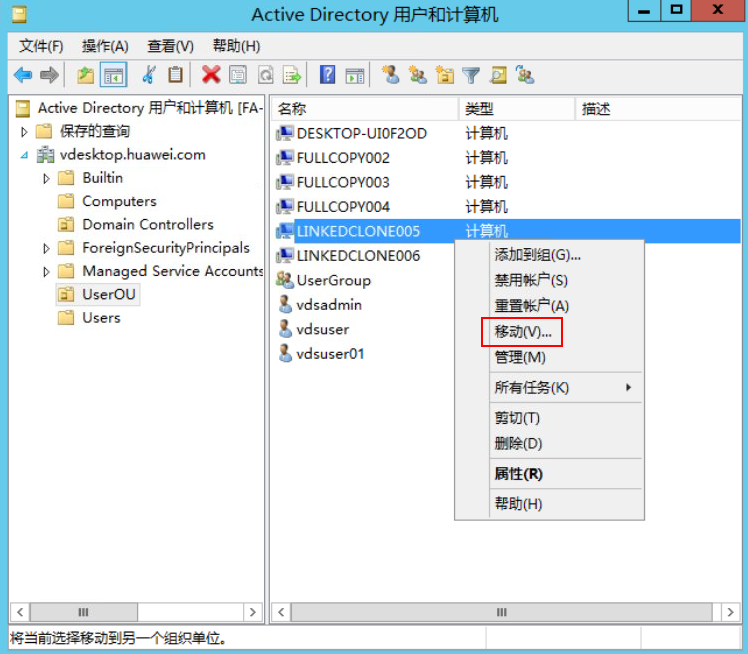 Active Directory 用户和计算机
文件(F) 操作(A) 查看(V) 帮助(H)
Active Directory 用户和计算机 [FA-
保存的查询
vdesktop.huawei.com
Builtin
Computers
Domain Controllers
ForeignSecurityPrincipals
Managed Service Accounts
UserOU
Users
名称 类型 描述
DESKTOP-UI0F2OD 计算机
FULLCOPY002 计算机
FULLCOPY003 计算机
FULLCOPY004 计算机
LINKEDCLONE005 计算机
LINKEDCLONE006
UserGroup
vdsadmin
vdsuser
vdsuser01
添加到组(G)...
禁用帐户(S)
重置帐户(A)
移动(V)...
管理(M)
所有任务(K)
剪切(T)
删除(D)
属性(R)
帮助(H)
将当前选择移动到另一个组织单位。